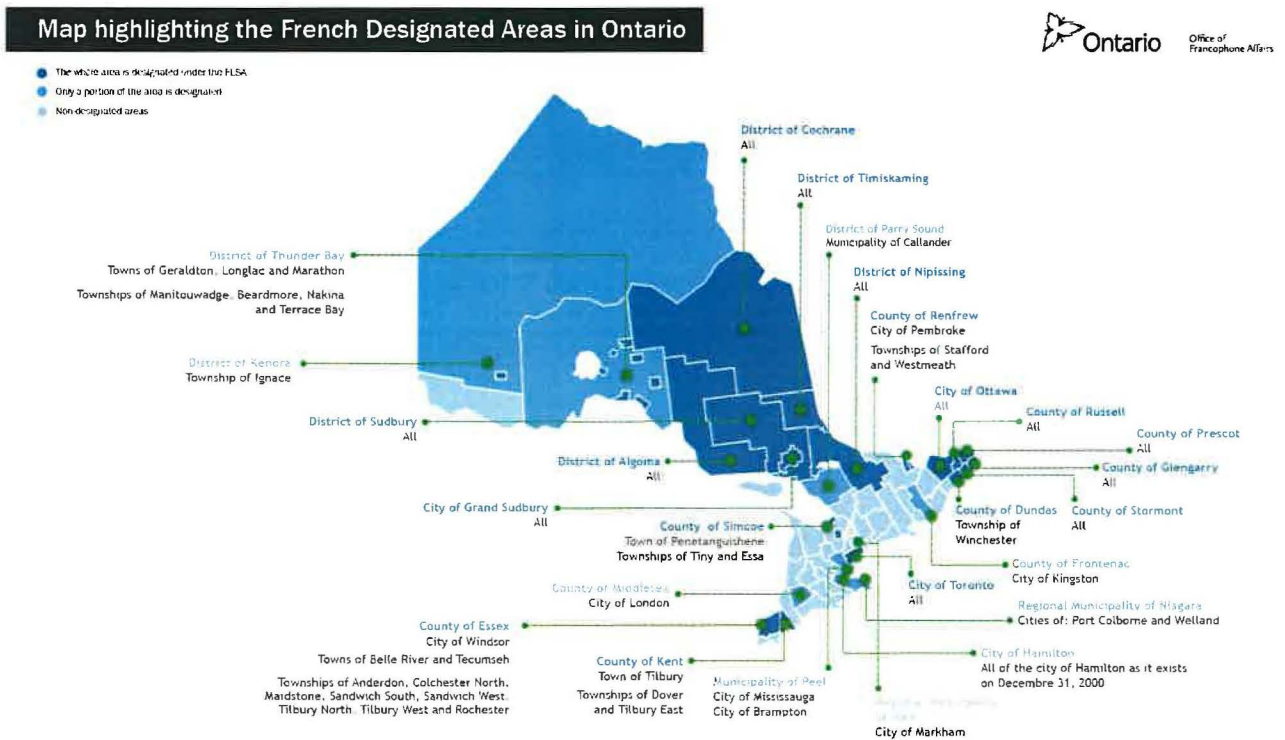 Map highlighting the French Designated Areas in Ontario
Ontario
Office of
Francophone Affairs
The whole area is designated under the FLSA
Only a portion of the area is designated
Non-designated areas
District of Cochrane
All
District of Timiskaming
All
District of Parry Sound
Municipality of Callander
District of Thunder Bay
Towns of Geraldton, Longlac and Marathon
Townships of Manitouwadge, Beardmore, Nakina
and Terrace Bay
District of Nipissing
All
County of Renfrew
City of Pembroke
Townships of Stafford
and Westmeath
District of Kenora
Township of Ignace
City of Ottawa
All
County of Russell
All
County of Prescot
All
District of Sudbury
All
District of Algoma
All
County of Glengarry
All
City of Grand Sudbury
All
County of Dundas
Township of
Winchester
County of Stormont
All
County of Simcoe
Town of Penetanguishene
Townships of Tiny and Essa
County of Frontenac
City of Kingston
County of Middlesex
City of London
City of Toronto
All
Regional Municipality of Niagara
Cities of: Port Colborne and Welland
County of Essex
City of Windsor
Towns of Belle River and Tecumseh
Townships of Anderdon, Colchester North,
Maidstone, Sandwich South, Sandwich West,
Tilbury North, Tilbury West and Rochester
County of Kent
Town of Tilbury
Townships of Dover
and Tilbury East
Municipality of Peel
City of Mississauga
City of Brampton
City of Hamilton
All of the city of Hamilton as it exists
on Decembre 31, 2000
City of Markham